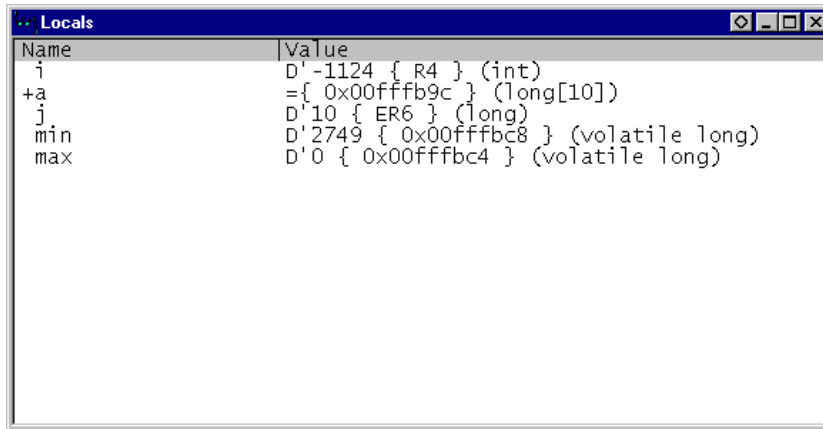 Locals
Name Value
i D'-1124 { R4 } (int)
+a ={ 0x00fffb9c } (long[10])
j D'10 { ER6 } (long)
min D'2749 { 0x00fffbc8 } (volatile long)
max D'0 { 0x00fffbc4 } (volatile long)